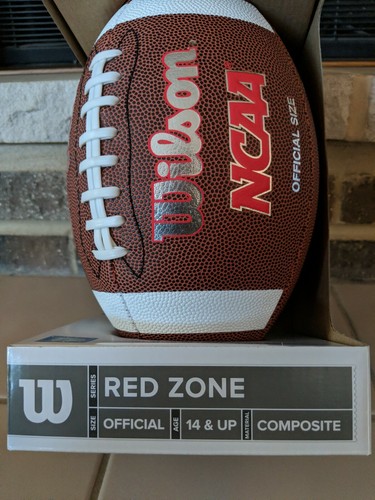 Wilson
NCAA
OFFICIAL SIZE
W
SERIES RED ZONE
SIZE OFFICIAL AGE 14 & UP MATERIAL COMPOSITE